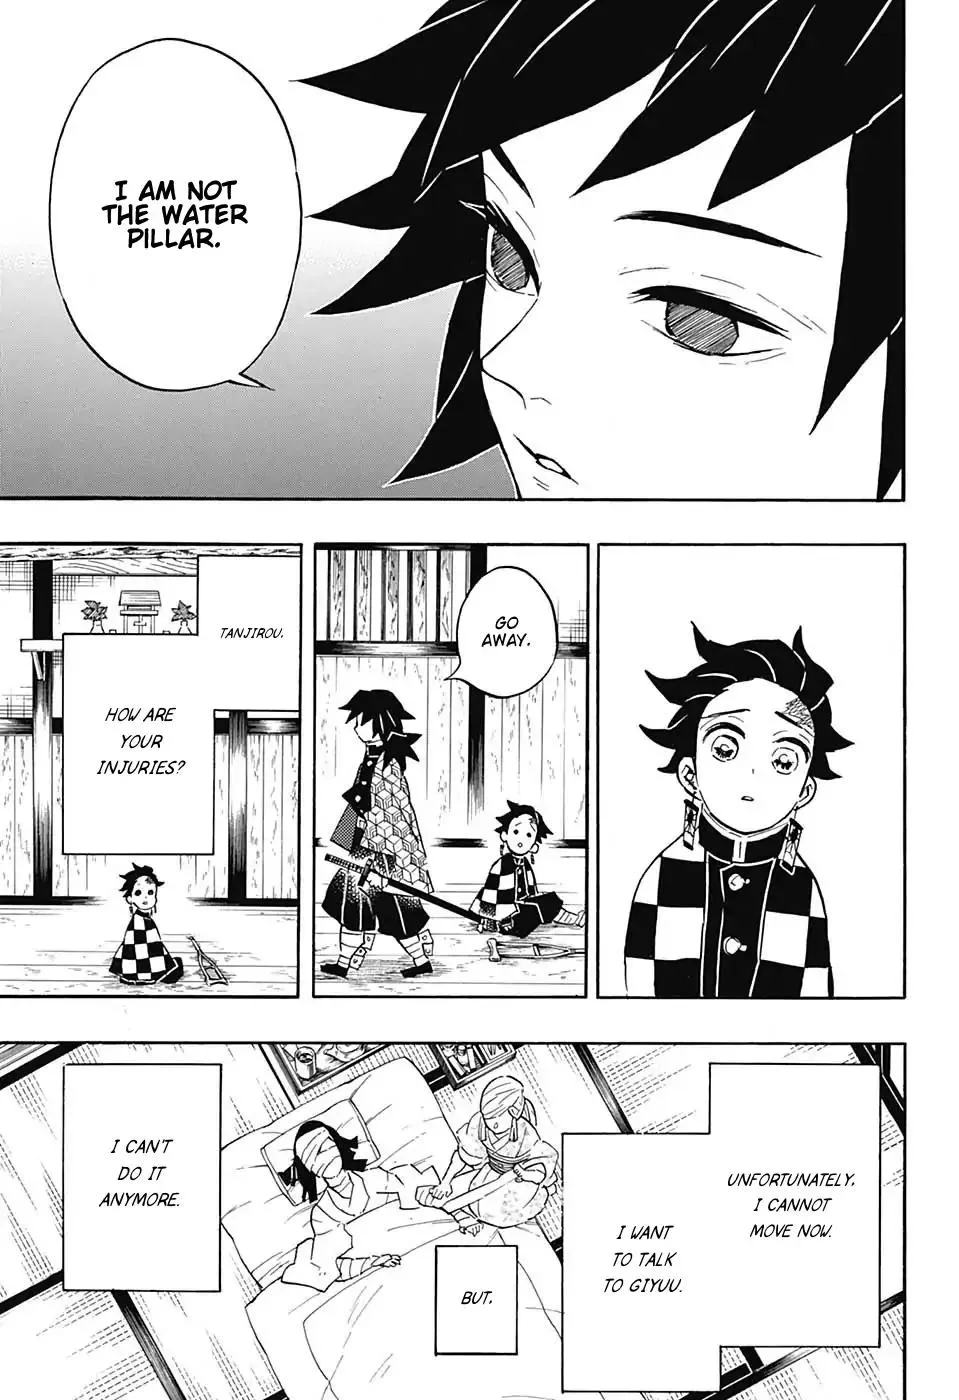 I AM NOT
THE WATER
PILLAR.
GO
AWAY.
TANJIROU.
HOW ARE
YOUR
INJURIES?
UNFORTUNATELY,
I CANNOT
MOVE NOW.
I WANT
TO TALK
TO GIYUU.
BUT,
I CAN'T
DO IT
ANYMORE.